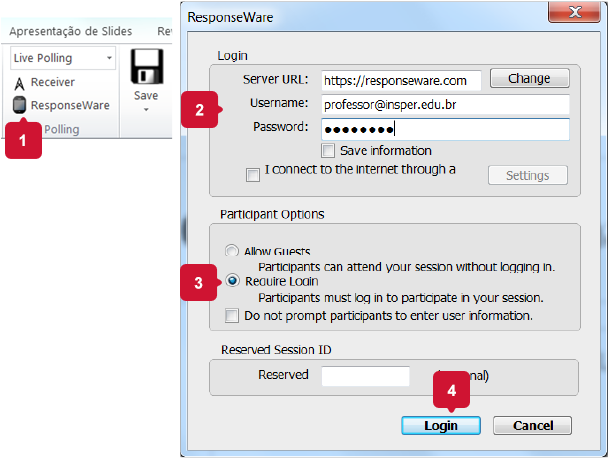 Apresentação de Slides
Live Polling
Receiver
ResponseWare
Save
Polling
1
ResponseWare
Login
Server URL: https://responseware.com Change
2
Username: professor@insper.edu.br
Password: ●●●●●●●●
Save information
I connect to the internet through a
Settings
Participant Options
Allow Guests
Participants can attend your session without logging in.
3
Require Login
Participants must log in to participate in your session.
Do not prompt participants to enter user information.
Reserved Session ID
Reserved
4
Login Cancel